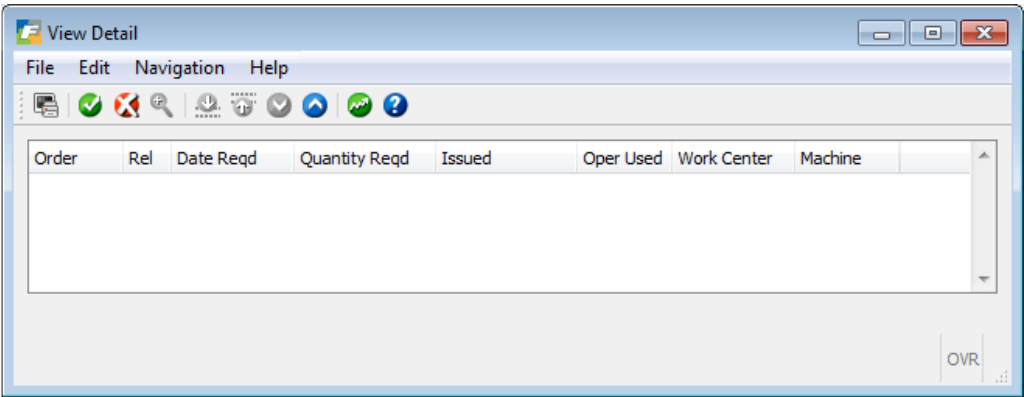 View Detail
File Edit Navigation Help
Order Rel Date Reqd Quantity Reqd Issued Oper Used Work Center Machine
OVR